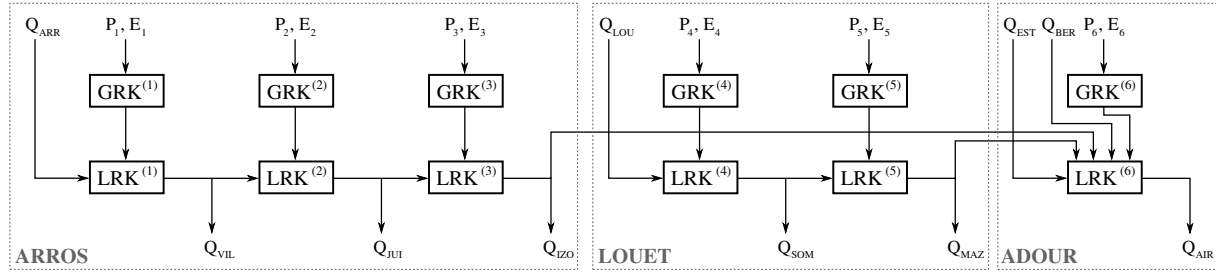 Q_ARR P_1, E_1 P_2, E_2 P_3, E_3 Q_LOU P_4, E_4 P_5, E_5 Q_EST Q_BER P_6, E_6
GRK^(1) GRK^(2) GRK^(3) GRK^(4) GRK^(5) GRK^(6)
LRK^(1) LRK^(2) LRK^(3) LRK^(4) LRK^(5) LRK^(6)
ARROS Q_VIL Q_JUI Q_IZO LOUET Q_SOM Q_MAZ ADOUR Q_AIR